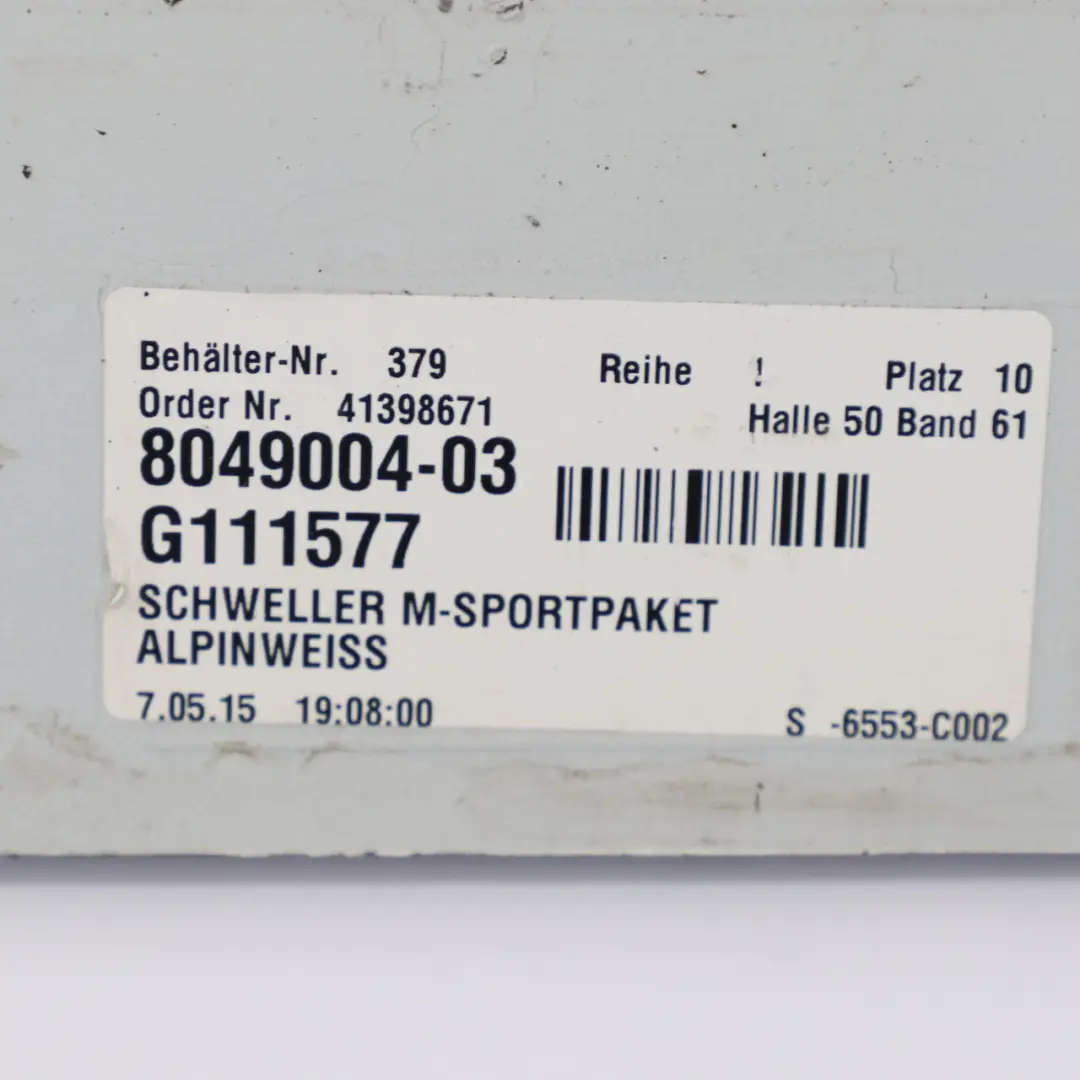 Behälter-Nr. 379 Reihe ! Platz 10
Order Nr. 41398671 Halle 50 Band 61
8049004-03
G111577
SCHWELLER M-SPORTPAKET
ALPINWEISS
7.05.15 19:08:00 S -6553-C002